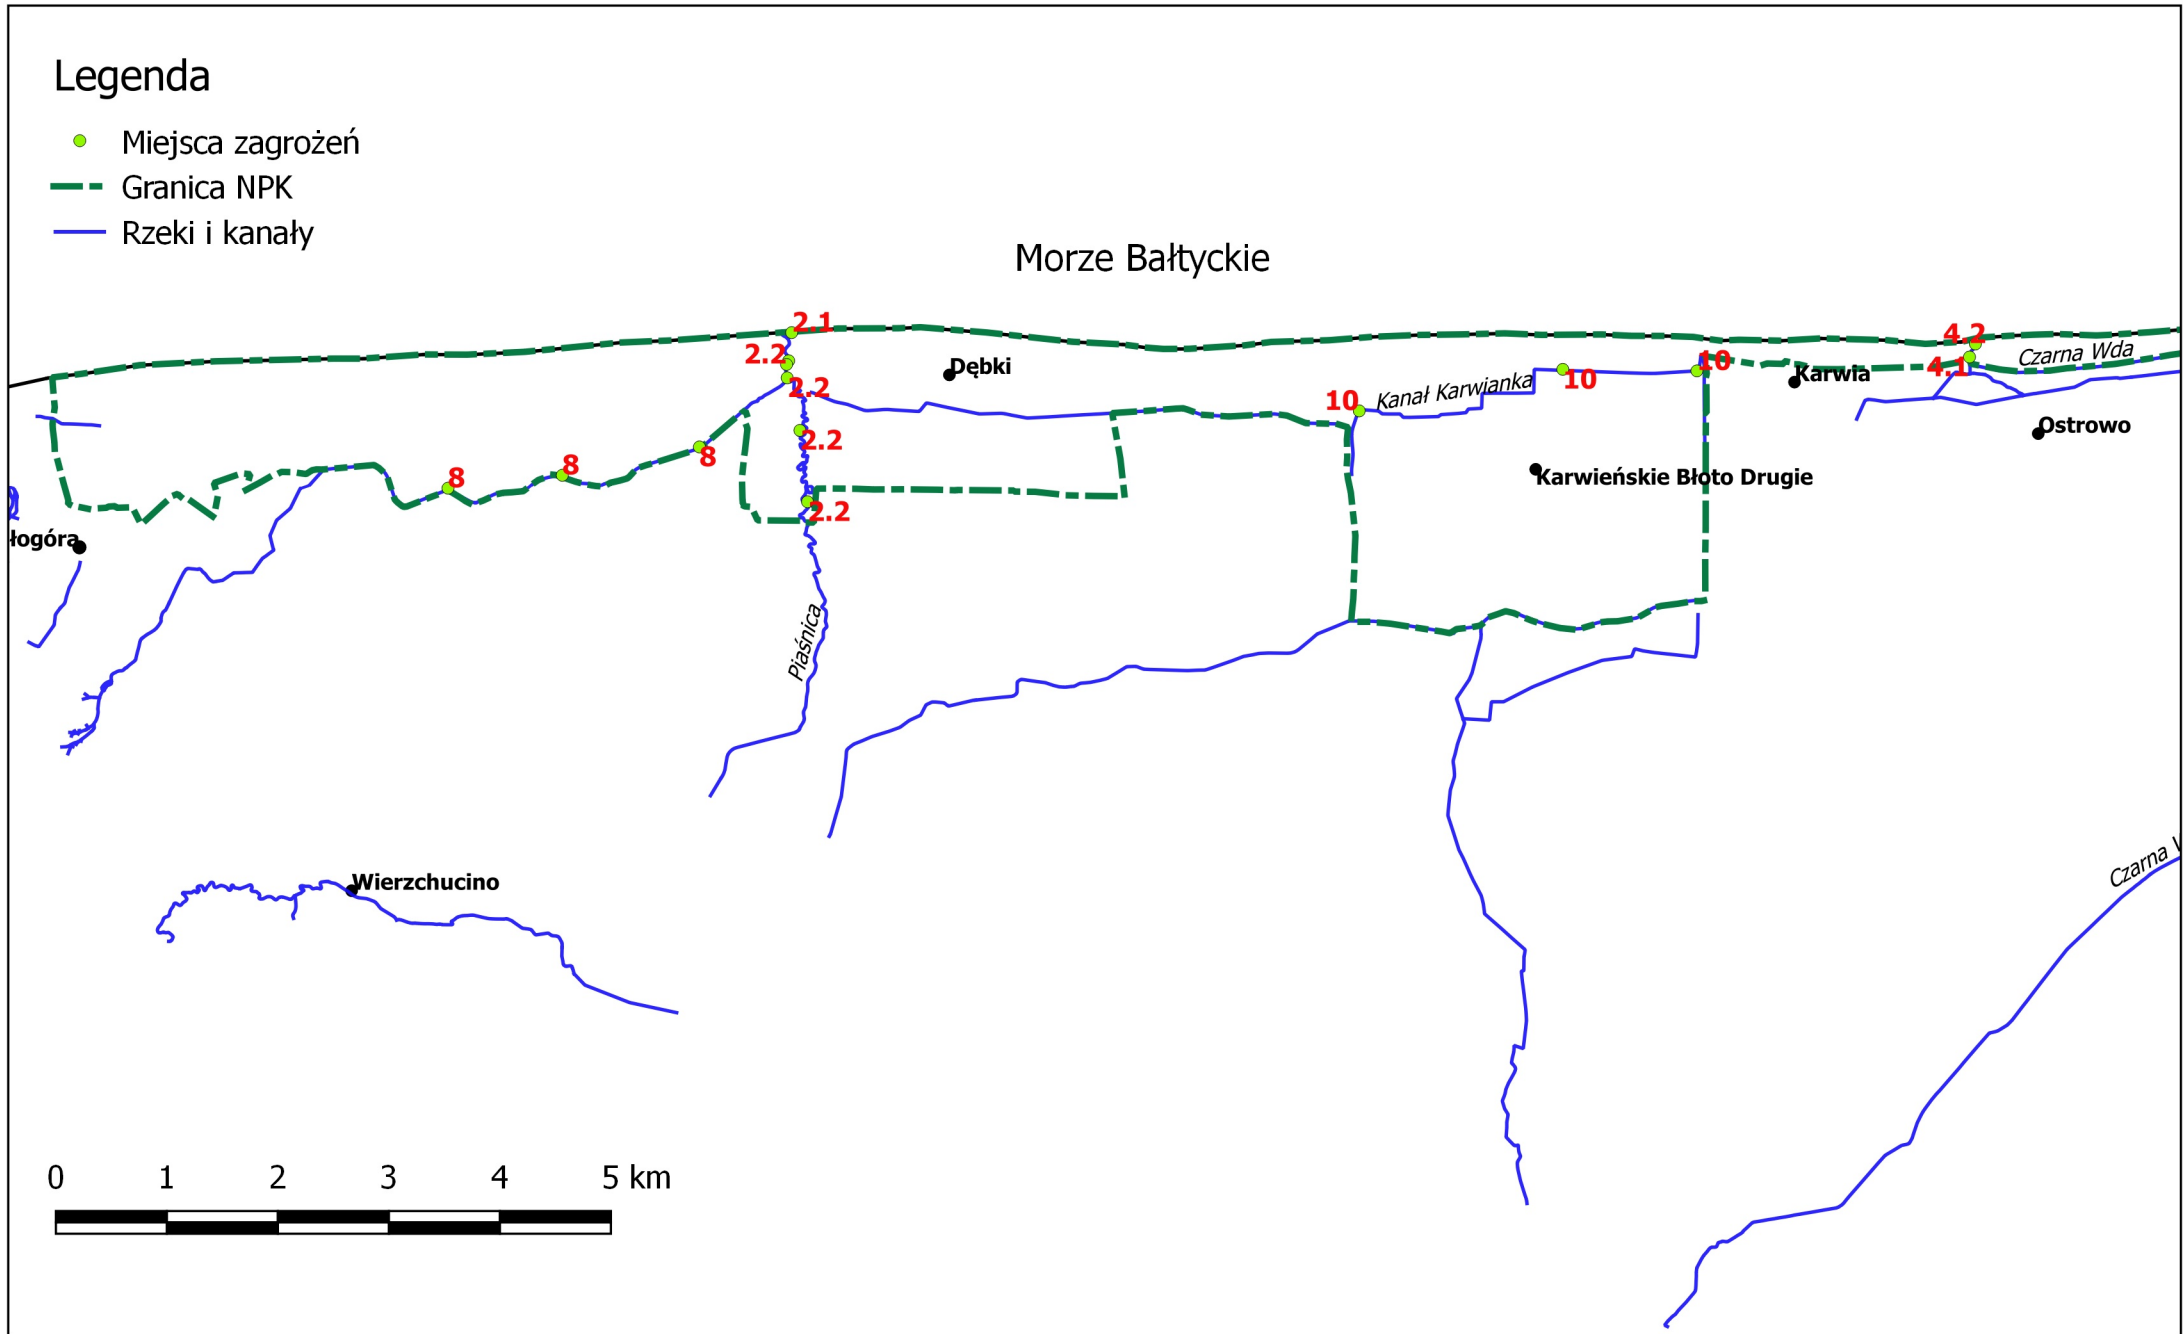 Legenda
Miejsca zagrożeń
Granica NPK
Rzeki i kanały
Morze Bałtyckie
2.1
2.2
Dębki
2.2
4.2
Czarna Wda
4.1
10
Karwia
10
Kanał Karwianka
10
2.2
8
8
8
Ostrowo
Karwieńskie Błoto Drugie
2.2
łogóra
Piaśnica
Wierzchucino
Czarna
0 1 2 3 4 5 km